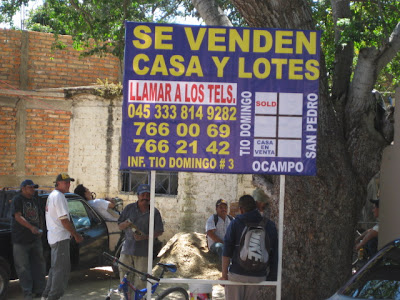 SE VENDEN
CASA Y LOTES
LLAMAR A LOS TELS.
045 333 814 9282
766 00 69
766 21 42
INF. TIO DOMINGO # 3
TIO DOMINGO
SOLD
CASA EN VENTA
SAN PEDRO
OCAMPO